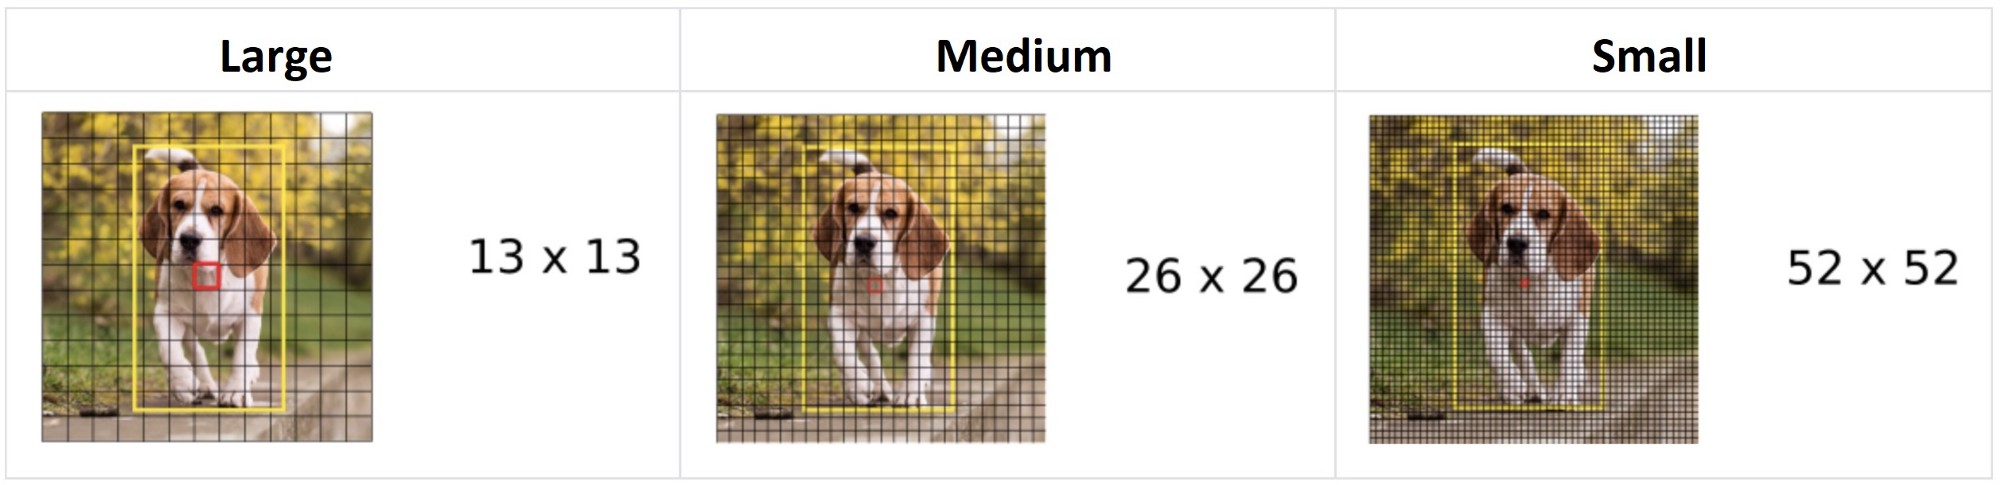 Large
Medium
Small
13 x 13
26 x 26
52 x 52